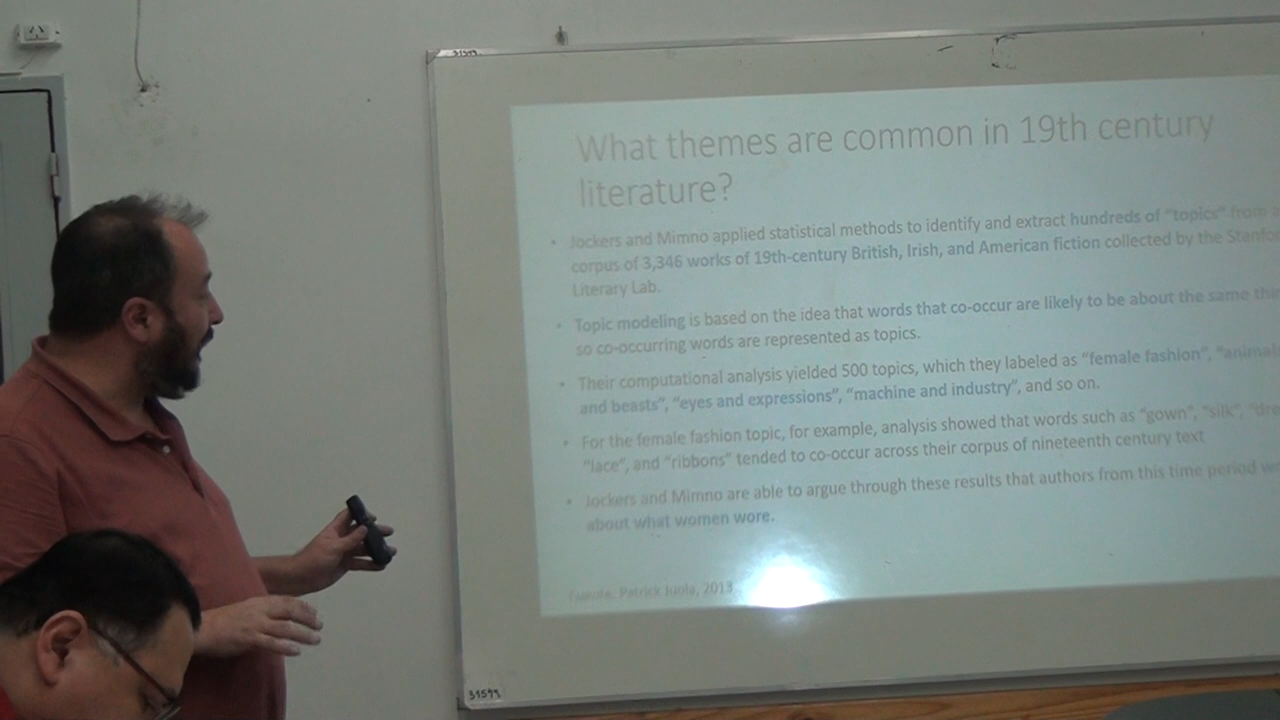 31599
What themes are common in 19th century
literature?
• Jockers and Mimno applied statistical methods to identify and extract hundreds of “topics” from
corpus of 3,346 works of 19th-century British, Irish, and American fiction collected by the Stanfo
Literary Lab.
• Topic modeling is based on the idea that words that co-occur are likely to be about the same
so co-occurring words are represented as topics.
• Their computational analysis yielded 500 topics, which they labeled as “female fashion”, “animals
and beasts”, “eyes and expressions”, “machine and industry”, and so on.
• For the female fashion topic, for example, analysis showed that words such as “gown”, “silk”, “dre
“lace”, and “ribbons” tended to co-occur across their corpus of nineteenth century text
• Jockers and Mimno are able to argue through these results that authors from this time period
about what women wore.
Fuente: Patrick Juola, 2013
31599